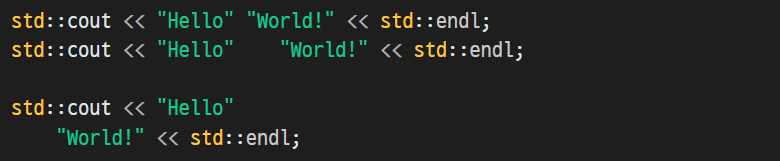 std::cout << "Hello" "World!" << std::endl;
std::cout << "Hello"    "World!" << std::endl;

std::cout << "Hello"
    "World!" << std::endl;